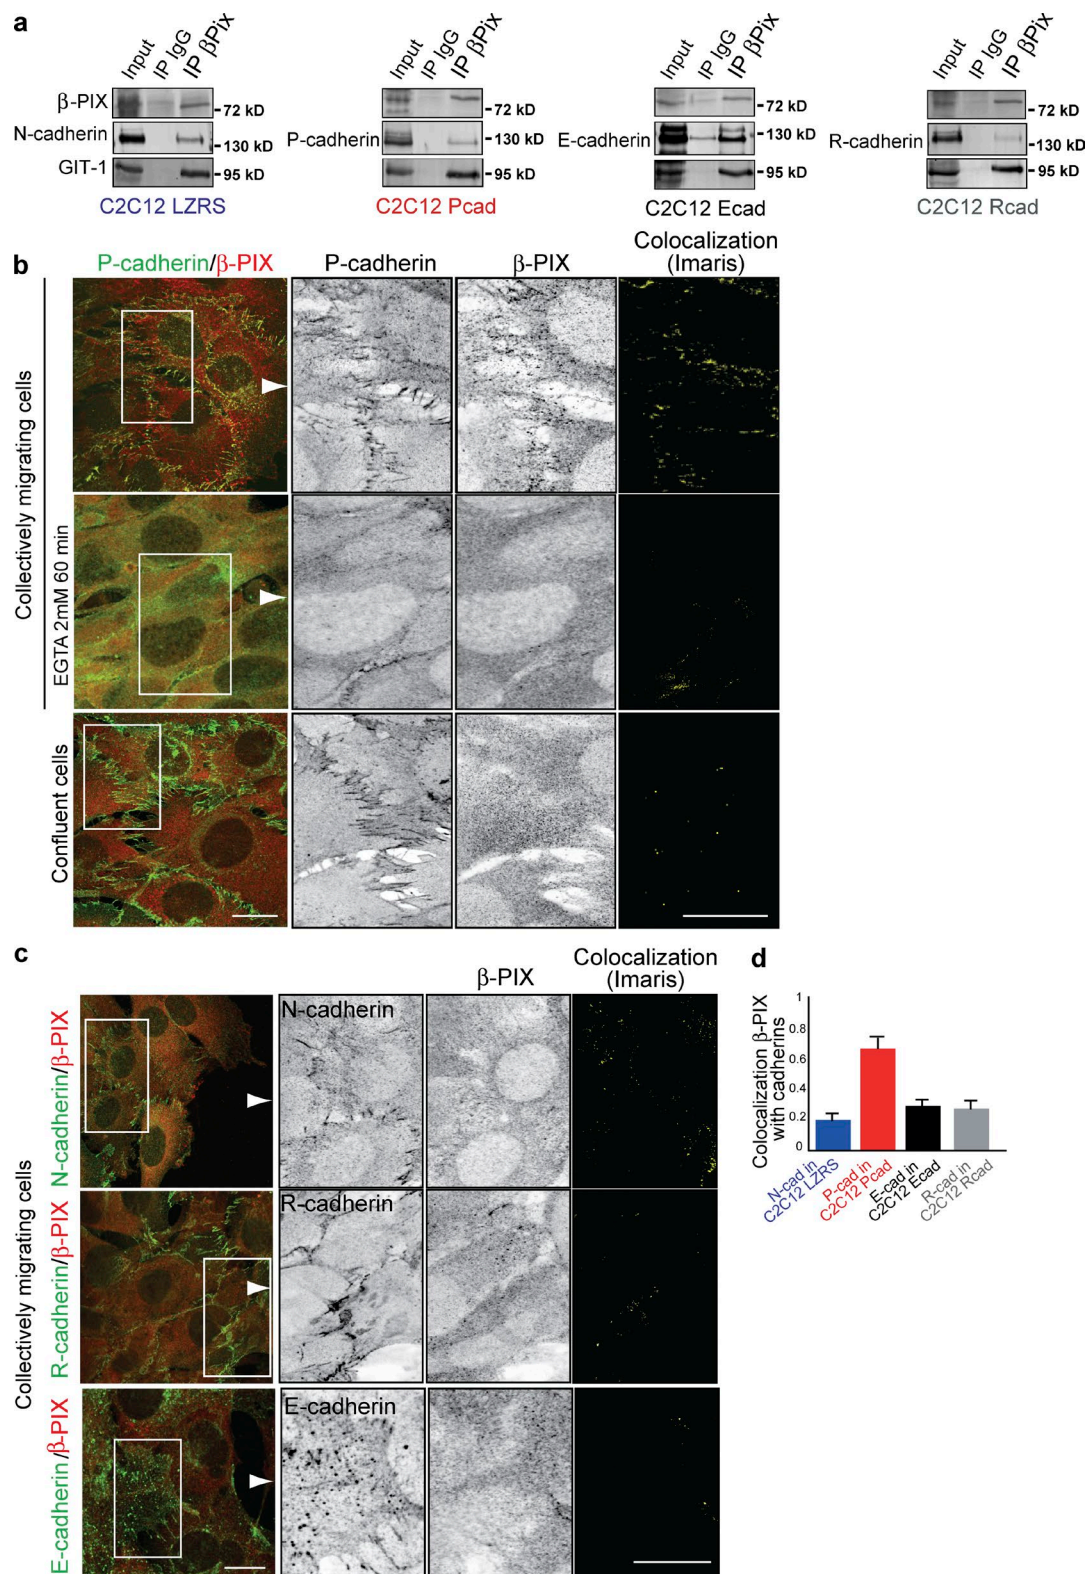 a
Input
IP IgG
IP βPix
Input
IP IgG
IP βPix
Input
IP IgG
IP βPix
Input
IP IgG
IP βPix
β-PIX
72 kD
72 kD
72 kD
72 kD
N-cadherin
130 kD
P-cadherin
130 kD
E-cadherin
130 kD
R-cadherin
130 kD
GIT-1
95 kD
95 kD
95 kD
95 kD
C2C12 LZRS
C2C12 Pcad
C2C12 Ecad
C2C12 Rcad
b
P-cadherin/β-PIX
P-cadherin
β-PIX
Colocalization
(Imaris)
Collectively migrating cells
EGTA 2mM 60 min
Confluent cells
c
β-PIX
Colocalization
(Imaris)
Collectively migrating cells
N-cadherin/β-PIX
N-cadherin
R-cadherin/β-PIX
R-cadherin
E-cadherin/β-PIX
E-cadherin
d
Colocalization β-PIX
with cadherins
1
0.8
0.6
0.4
0.2
0
N-cad in
C2C12 LZRS
P-cad in
C2C12 Pcad
E-cad in
C2C12 Ecad
R-cad in
C2C12 Rcad